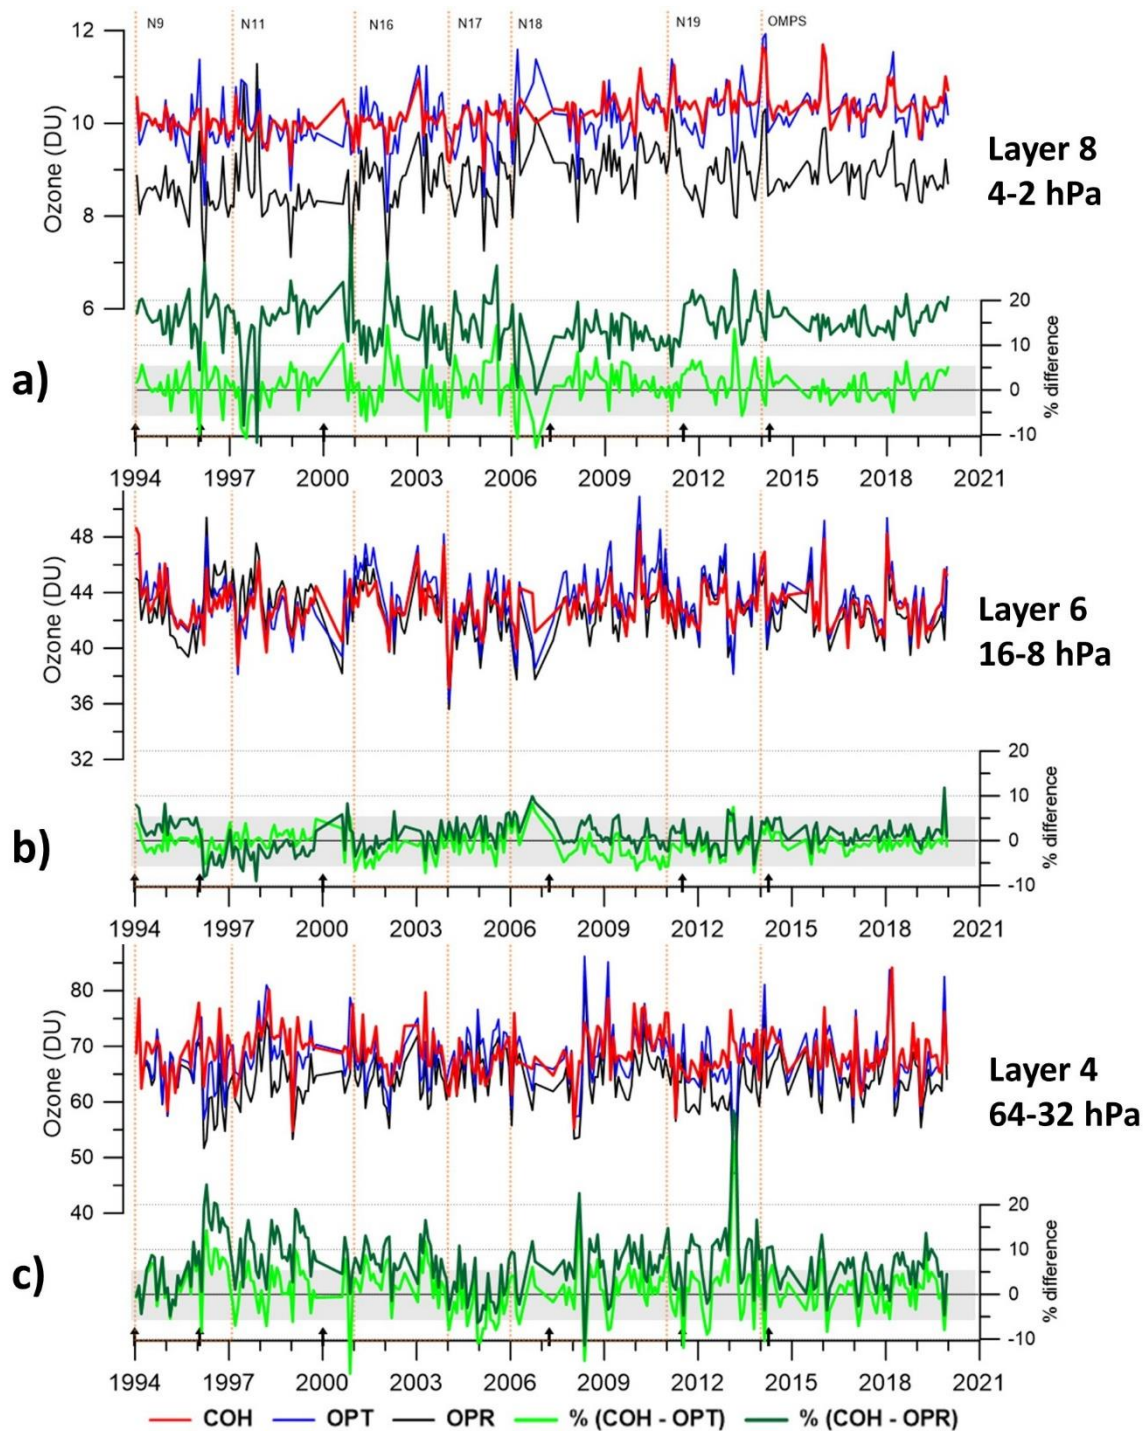 N9 N11 N16 N17 N18 N19 OMPS
12
10
8
6
Ozone (DU)
Layer 8
4-2 hPa
20
10
0
-10
% difference
a)
1994 1997 2000 2003 2006 2009 2012 2015 2018 2021
48
44
40
36
32
Ozone (DU)
Layer 6
16-8 hPa
20
10
0
-10
% difference
b)
1994 1997 2000 2003 2006 2009 2012 2015 2018 2021
80
70
60
50
40
Ozone (DU)
Layer 4
64-32 hPa
20
10
0
-10
% difference
c)
1994 1997 2000 2003 2006 2009 2012 2015 2018 2021
COH OPT OPR % (COH - OPT) % (COH - OPR)